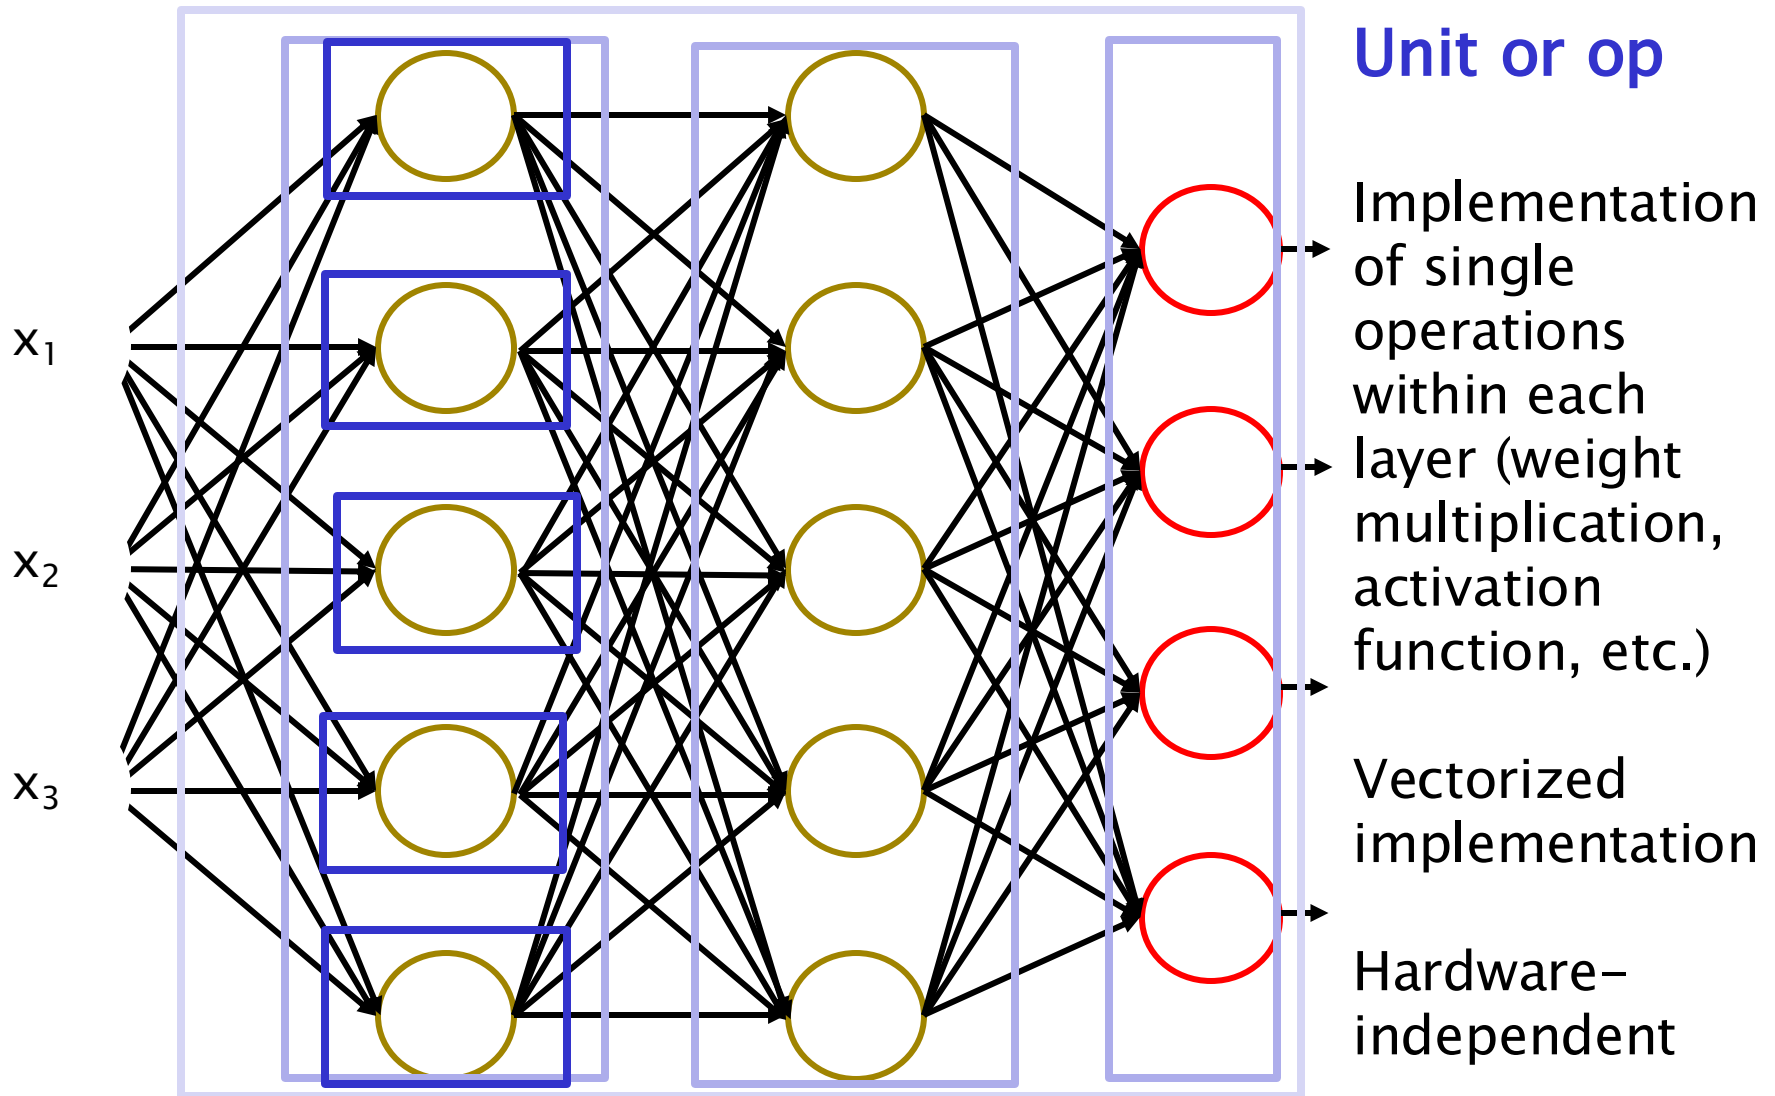 Unit or op
Implementation
of single
operations
within each
layer (weight
multiplication,
activation
function, etc.)
Vectorized
implementation
Hardware-
independent
x₁
x₂
x₃